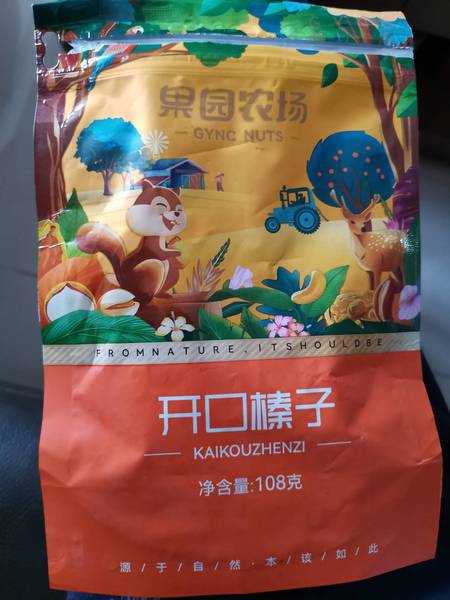 果园农场
GYNC NUTS
FROMNATURE,ITSHOULDBE
开口榛子
KAIKOUZHENZI
净含量:108克
源/于/自/然·本/该/如/此